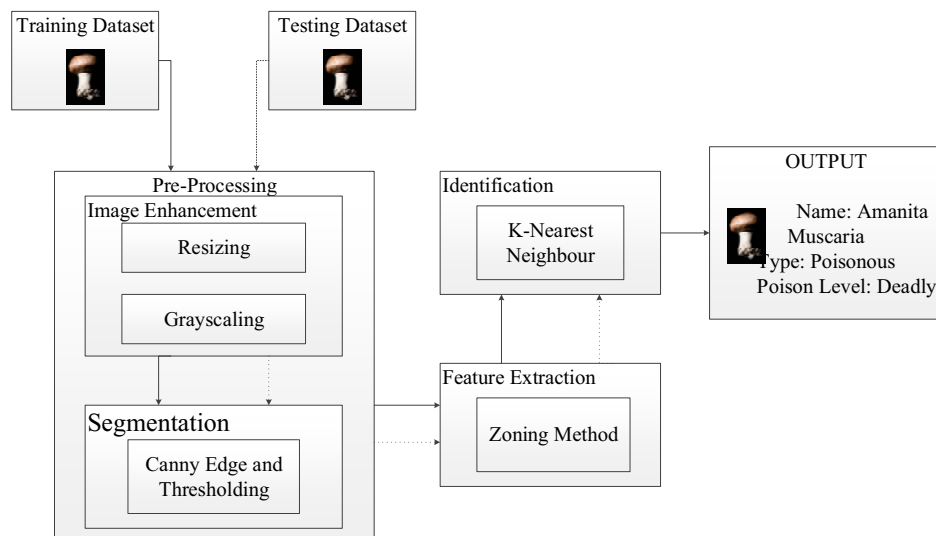 Training Dataset
Testing Dataset
Pre-Processing
Image Enhancement
Resizing
Grayscaling
Segmentation
Canny Edge and
Thresholding
Identification
K-Nearest
Neighbour
Feature Extraction
Zoning Method
OUTPUT
Name: Amanita
Muscaria
Type: Poisonous
Poison Level: Deadly